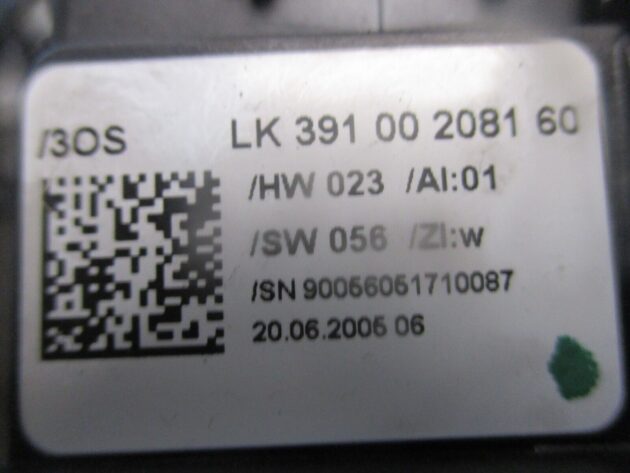 /3OS LK 391 00 2081 60
/HW 023 /AI:01
/SW 056 /ZI:w
/SN 90056051710087
20.06.2005 06